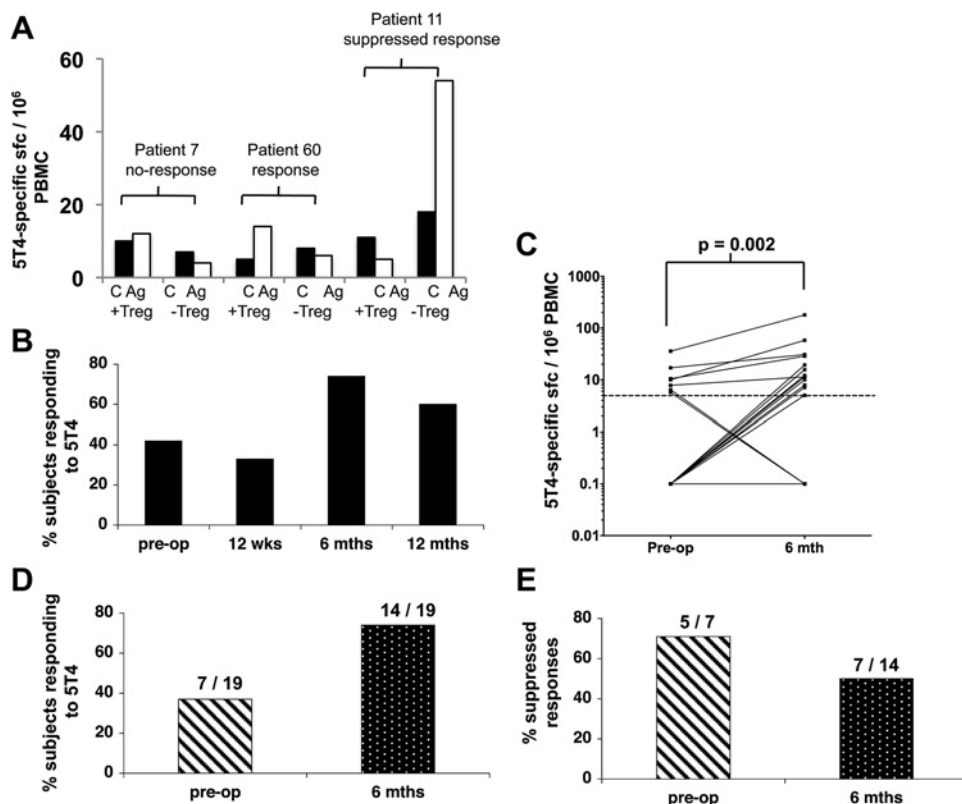 A
5T4-specific sfc / 10⁶
PBMC
60
40
20
0
Patient 7
no-response
Patient 60
response
Patient 11
suppressed response
C Ag C Ag C Ag C Ag C Ag C Ag
+Treg -Treg +Treg -Treg +Treg -Treg
B
% subjects responding
to 5T4
80
60
40
20
0
pre-op 12 wks 6 mths 12 mths
C
p = 0.002
5T4-specific sfc / 10⁶ PBMC
1000
100
10
1
0.1
0.01
Pre-op 6 mth
D
% subjects responding
to 5T4
80
60
40
20
0
7 / 19
14 / 19
pre-op 6 mths
E
% suppressed
responses
80
60
40
20
0
5 / 7
7 / 14
pre-op 6 mths